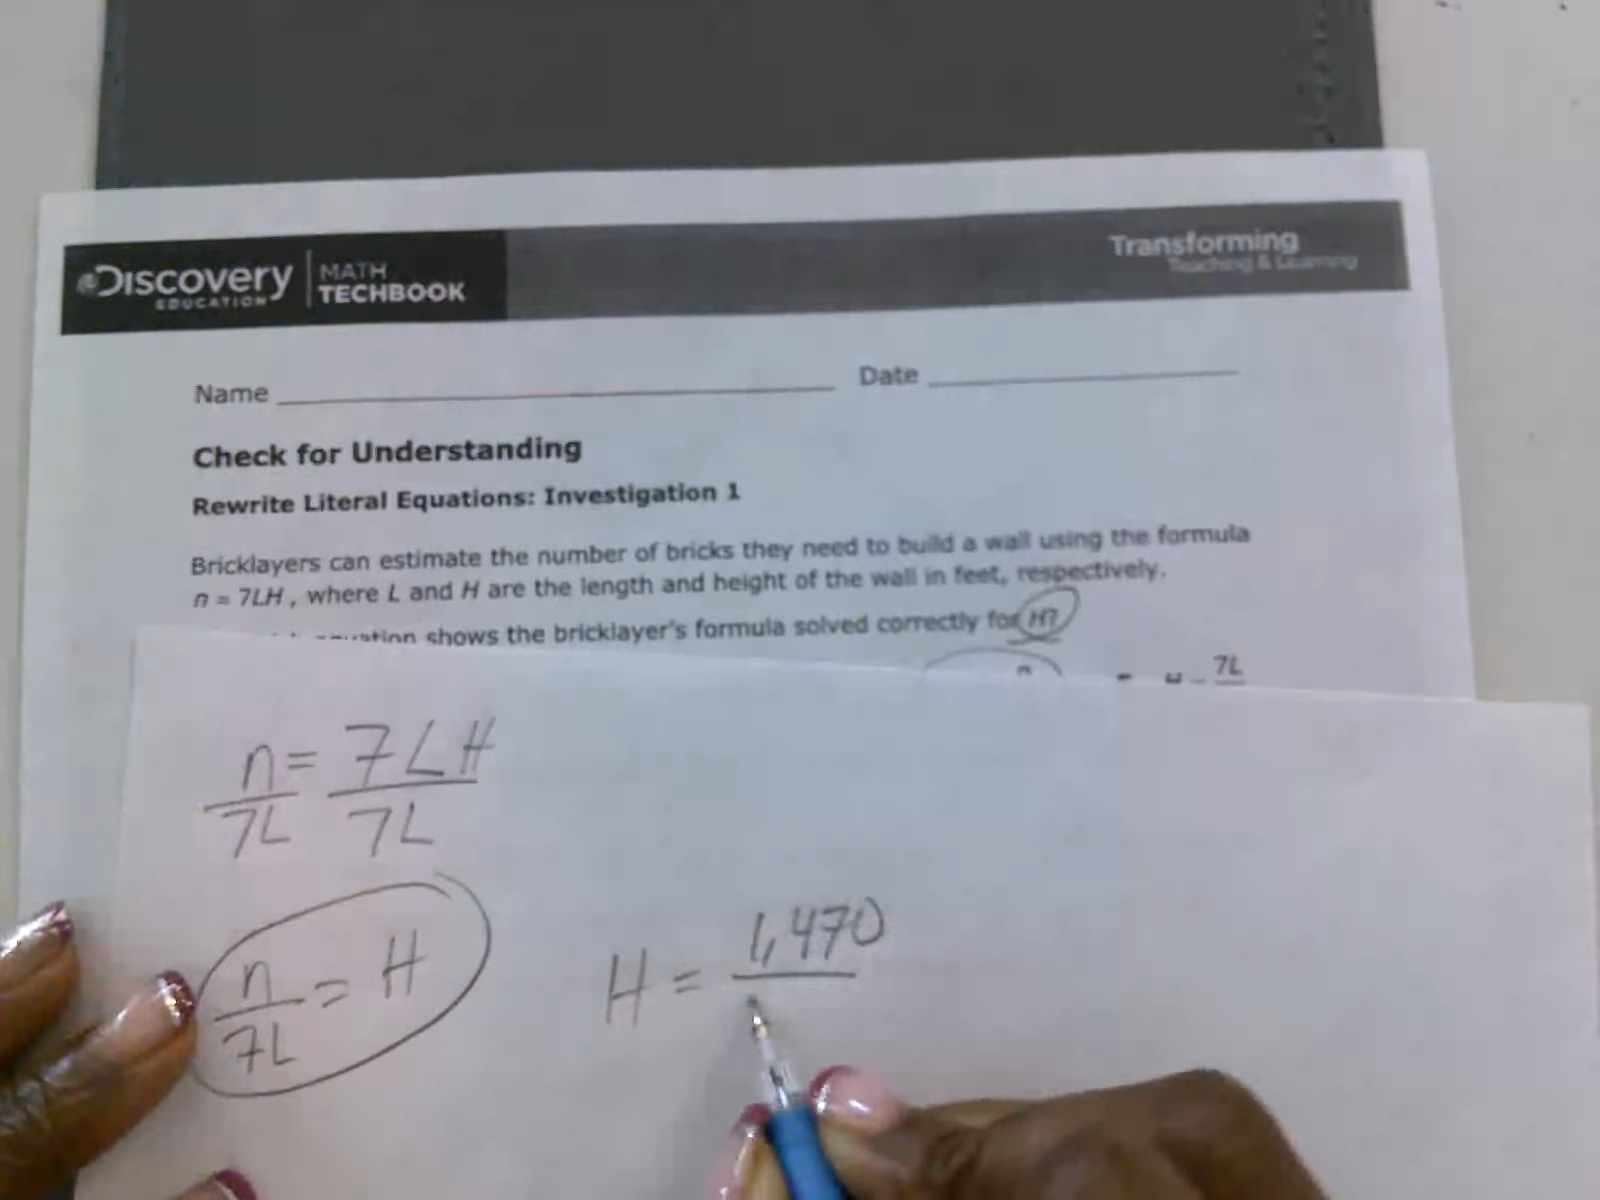 Discovery
EDUCATION
MATH
TECHBOOK
Transforming
Teaching & Learning
Name
Date
Check for Understanding
Rewrite Literal Equations: Investigation 1
Bricklayers can estimate the number of bricks they need to build a wall using the formula
n = 7LH, where L and H are the length and height of the wall in feet, respectively.
shows the bricklayer's formula solved correctly for H?
7L
n = 7LH
7L 7L
n
— = H
7L
H = 1,470